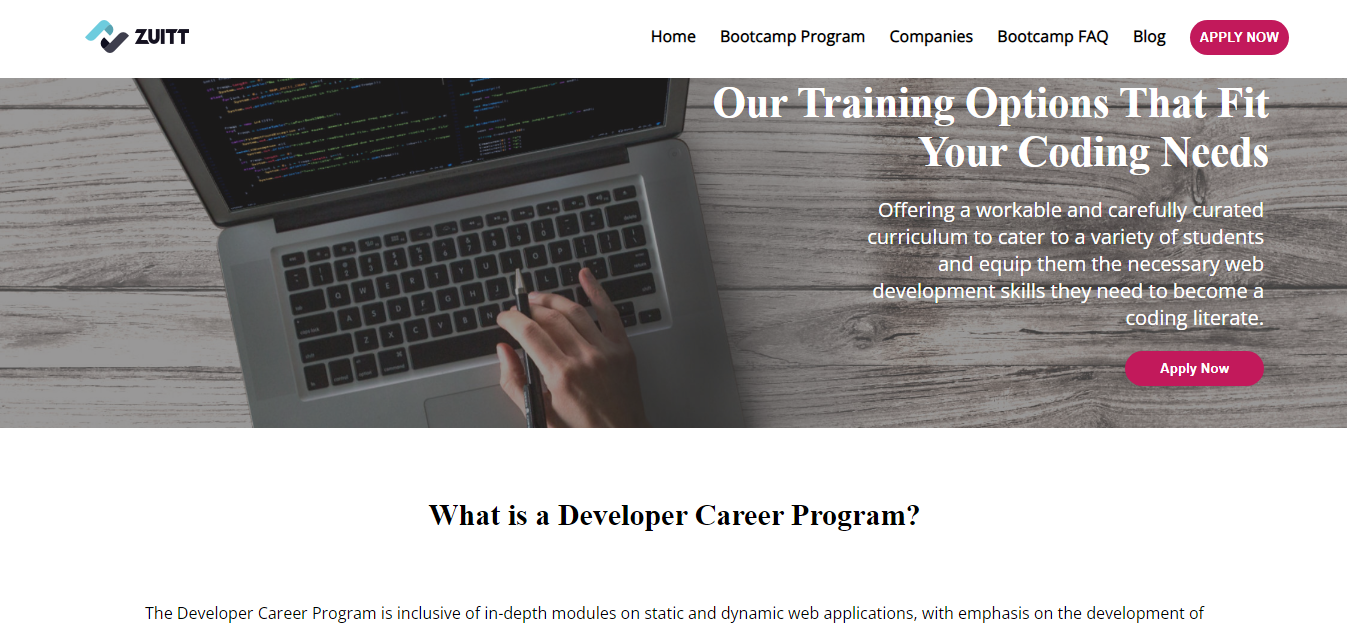 ZUITT
Home Bootcamp Program Companies Bootcamp FAQ Blog APPLY NOW
Our Training Options That Fit
Your Coding Needs
Offering a workable and carefully curated
curriculum to cater to a variety of students
and equip them the necessary web
development skills they need to become a
coding literate.
Apply Now
What is a Developer Career Program?
The Developer Career Program is inclusive of in-depth modules on static and dynamic web applications, with emphasis on the development of